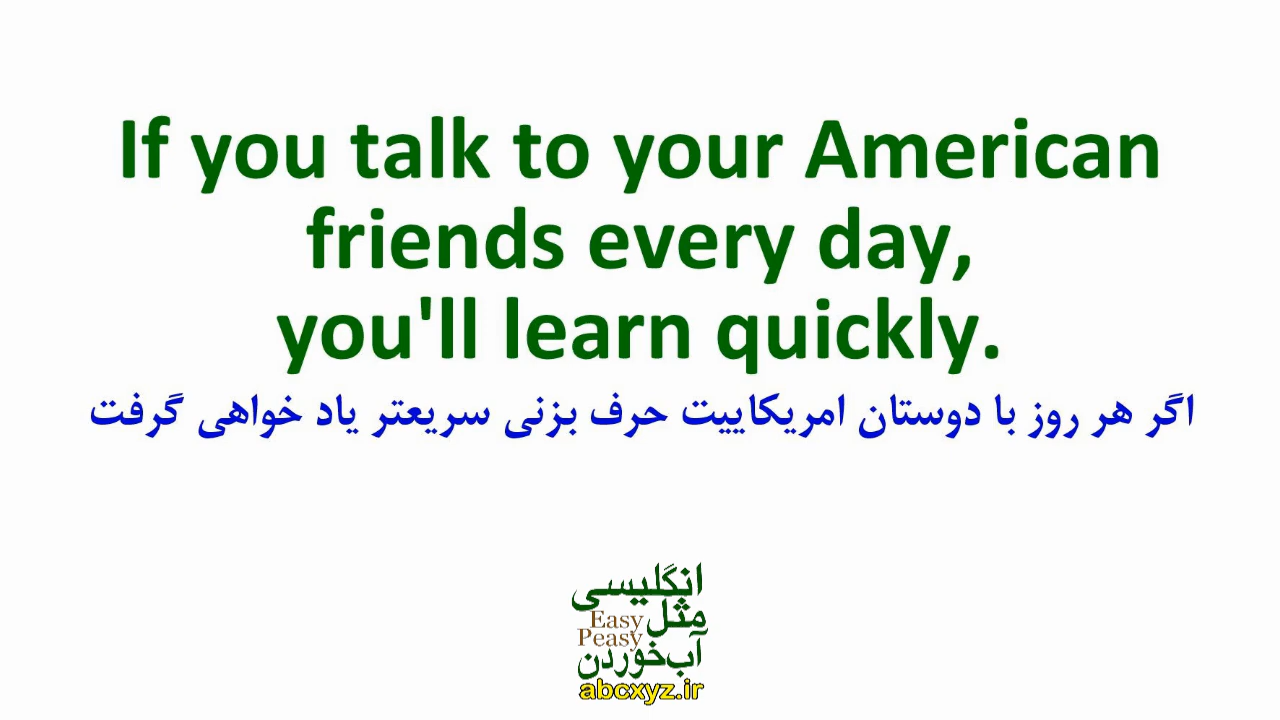 If you talk to your American
friends every day,
you'll learn quickly.
اگر هر روز با دوستان امریکاییت حرف بزنی سریعتر یاد خواهی گرفت
انگلیسی
مثل
Easy
Peasy
آب‌خوردن
abcxyz.ir